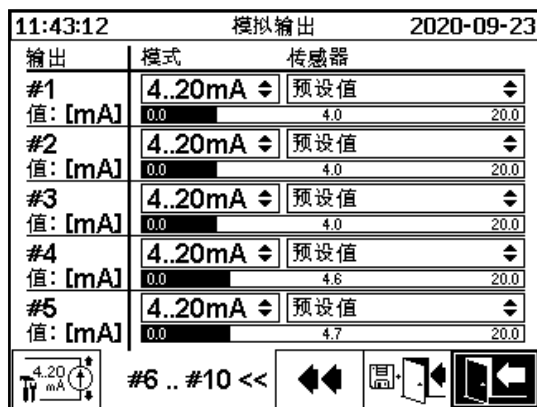 11:43:12 模拟输出 2020-09-23
输出 模式 传感器
#1 4..20mA 预设值
值: [mA] 0.0 4.0 20.0
#2 4..20mA 预设值
值: [mA] 0.0 4.0 20.0
#3 4..20mA 预设值
值: [mA] 0.0 4.0 20.0
#4 4..20mA 预设值
值: [mA] 0.0 4.6 20.0
#5 4..20mA 预设值
值: [mA] 0.0 4.7 20.0
4.20 mA #6 .. #10 <<